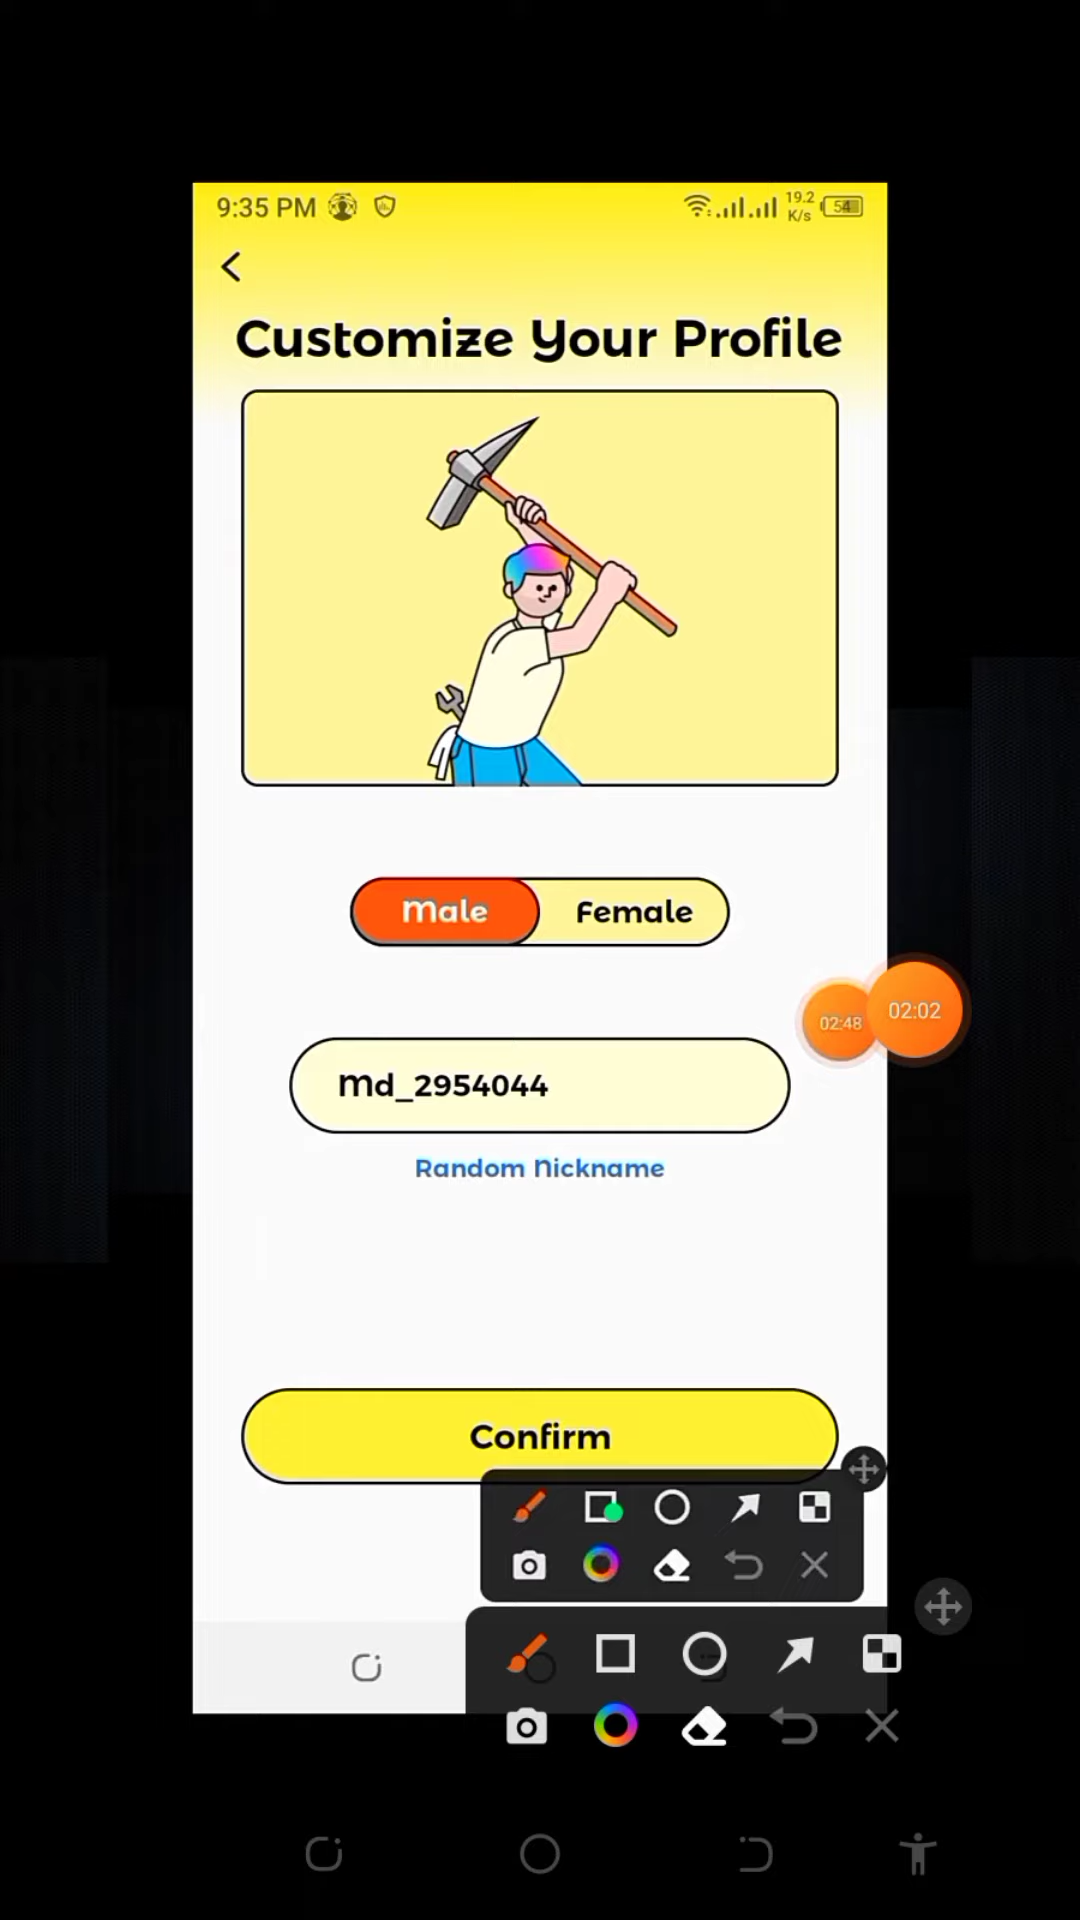 9:35 PM
19.2
K/s
54
Customize Your Profile
Male
Female
02:48
02:02
Md_2954044
Random Nickname
Confirm